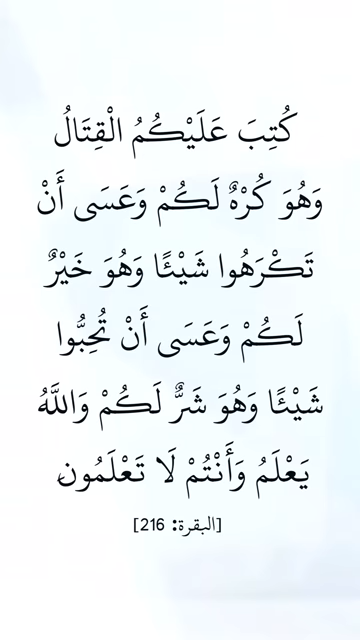 كُتِبَ عَلَيْكُمُ الْقِتَالُ
وَهُوَ كُرْهٌ لَكُمْ وَعَسَى أَنْ
تَكْرَهُوا شَيْئًا وَهُوَ خَيْرٌ
لَكُمْ وَعَسَى أَنْ تُحِبُّوا
شَيْئًا وَهُوَ شَرٌّ لَكُمْ وَاللَّهُ
يَعْلَمُ وَأَنْتُمْ لَا تَعْلَمُونَ
[البقرة: 216]